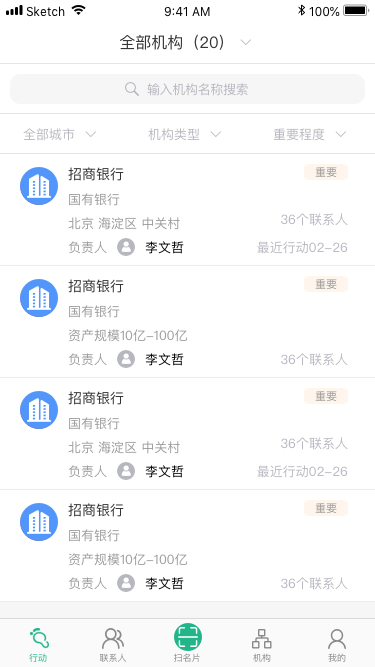 Sketch 9:41 AM 100%
全部机构（20）
输入机构名称搜索
全部城市 机构类型 重要程度
招商银行 重要
国有银行
北京 海淀区 中关村 36个联系人
负责人 李文哲 最近行动02-26
招商银行 重要
国有银行
资产规模10亿-100亿
负责人 李文哲 36个联系人
招商银行 重要
国有银行
北京 海淀区 中关村 36个联系人
负责人 李文哲 最近行动02-26
招商银行 重要
国有银行
资产规模10亿-100亿
负责人 李文哲 36个联系人
行动 联系人 扫名片 机构 我的